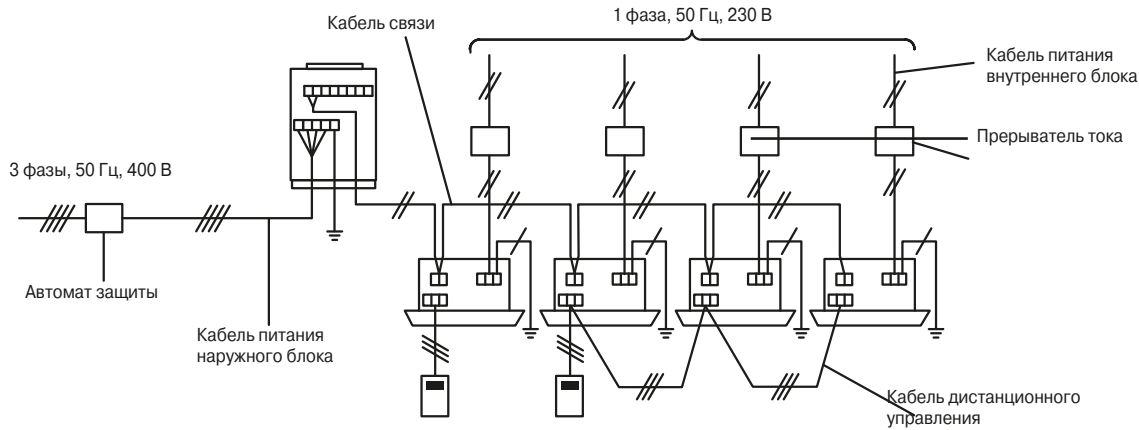 1 фаза, 50 Гц, 230 В
Кабель связи
Кабель питания
внутреннего блока
Прерыватель тока
3 фазы, 50 Гц, 400 В
Автомат защиты
Кабель питания
наружного блока
Кабель дистанционного
управления